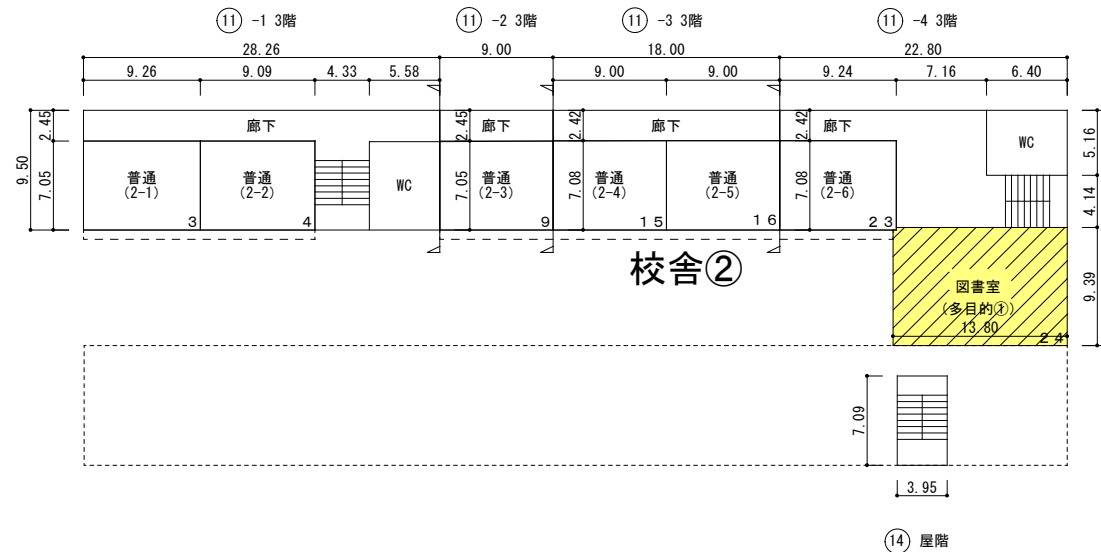 ⑪ -1 3階
⑪ -2 3階
⑪ -3 3階
⑪ -4 3階
28.26
9.00
18.00
22.80
9.26
9.09
4.33
5.58
9.00
9.00
9.24
7.16
6.40
9.50
2.45
7.05
廊下
2.45
廊下
2.42
廊下
2.42
廊下
WC
5.16
普通
(2-1)
3
普通
(2-2)
4
WC
7.05
普通
(2-3)
9
7.08
普通
(2-4)
15
普通
(2-5)
16
7.08
普通
(2-6)
23
4.14
校舎②
図書室
(多目的①)
13.80
24
9.39
7.09
3.95
⑭ 屋階